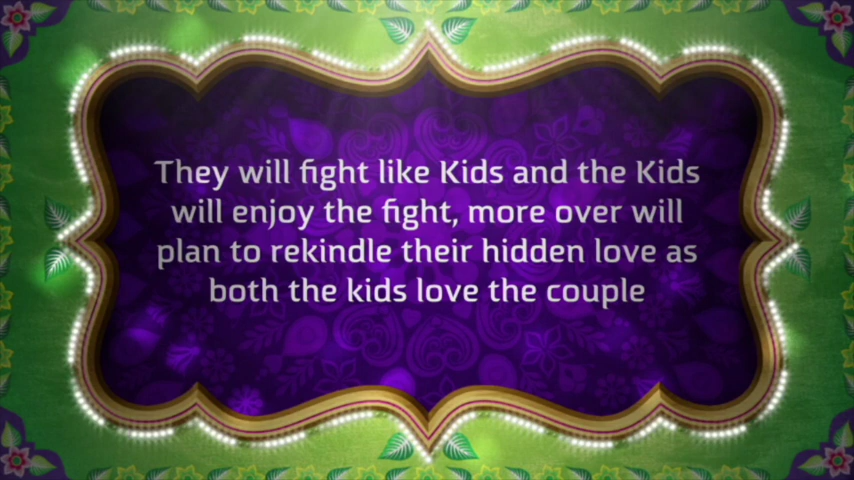 They will fight like Kids and the Kids
will enjoy the fight, more over will
plan to rekindle their hidden love as
both the kids love the couple